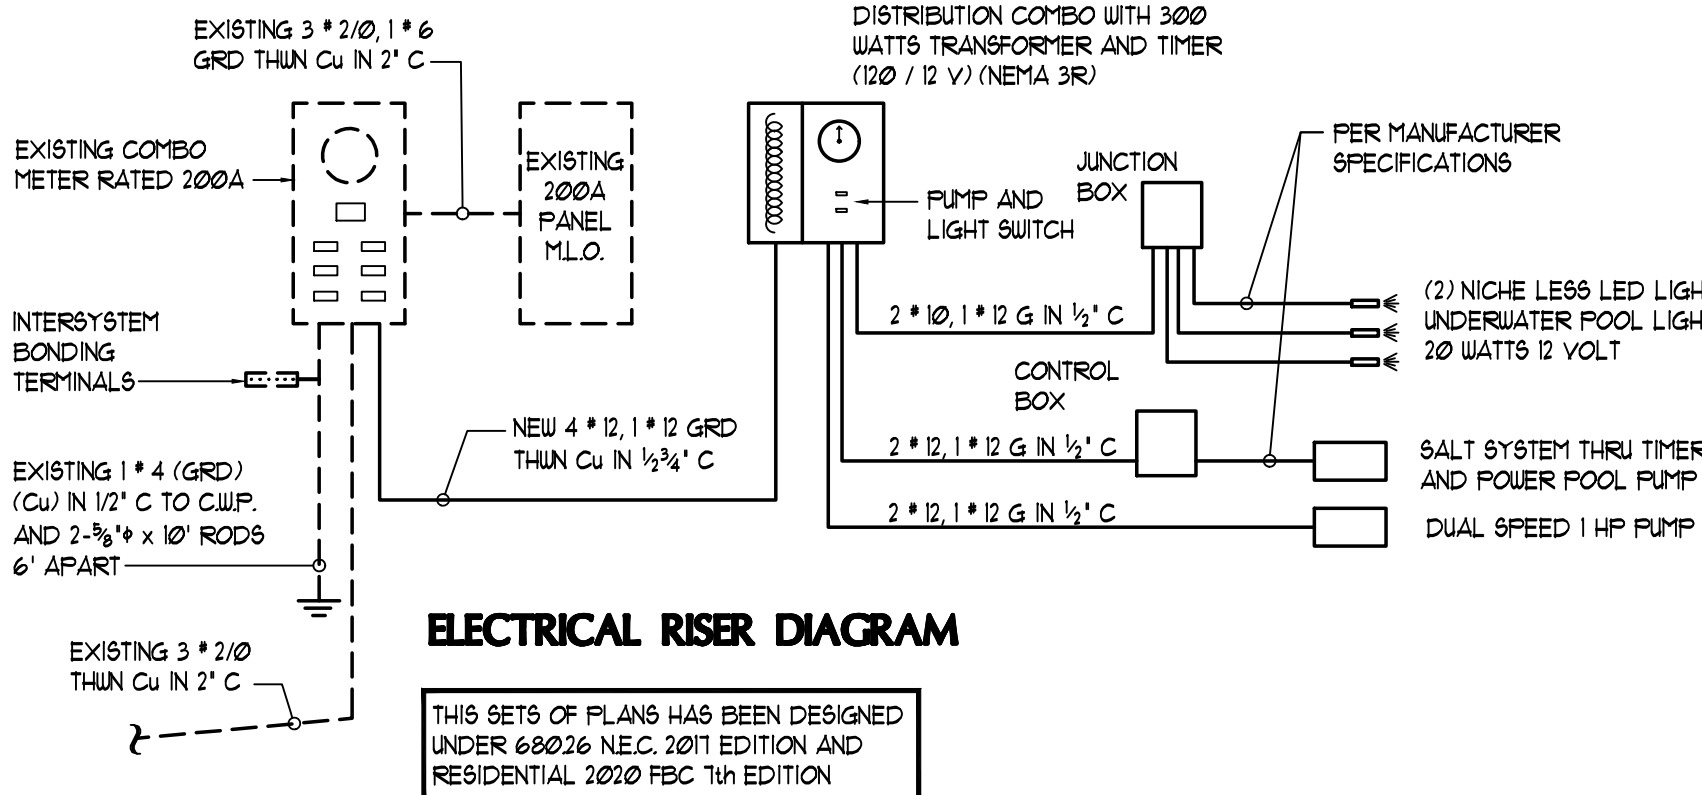 EXISTING 3 # 2/0, 1 # 6
GRD THWN Cu IN 2" C
DISTRIBUTION COMBO WITH 300
WATTS TRANSFORMER AND TIMER
(120 / 12 V) (NEMA 3R)
EXISTING COMBO
METER RATED 200A
EXISTING
200A
PANEL
M.L.O.
PUMP AND
LIGHT SWITCH
JUNCTION
BOX
PER MANUFACTURER
SPECIFICATIONS
INTERSYSTEM
BONDING
TERMINALS
2 # 10, 1 # 12 G IN 1/2" C
(2) NICHE LESS LED LIGH
UNDERWATER POOL LIGH
20 WATTS 12 VOLT
CONTROL
BOX
NEW 4 # 12, 1 # 12 GRD
THWN Cu IN 1/2 3/4" C
2 # 12, 1 # 12 G IN 1/2" C
SALT SYSTEM THRU TIMER
AND POWER POOL PUMP
EXISTING 1 # 4 (GRD)
(Cu) IN 1/2" C TO C.W.P.
AND 2-5/8"ϕ x 10' RODS
6' APART
2 # 12, 1 # 12 G IN 1/2" C
DUAL SPEED 1 HP PUMP
ELECTRICAL RISER DIAGRAM
EXISTING 3 # 2/0
THWN Cu IN 2" C
THIS SETS OF PLANS HAS BEEN DESIGNED
UNDER 680.26 N.E.C. 2017 EDITION AND
RESIDENTIAL 2020 FBC 7th EDITION